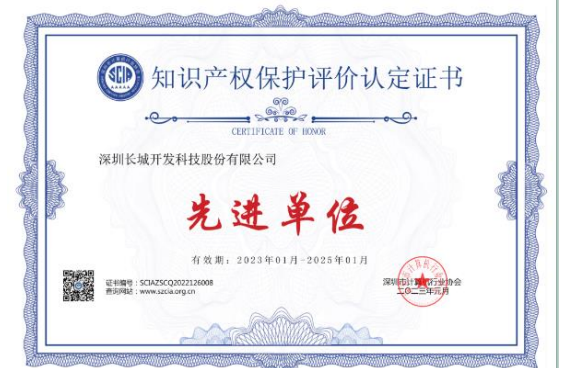 SCIA
知识产权保护评价认定证书
CERTIFICATE OF HONOR
深圳长城开发科技股份有限公司
先进单位
有效期：2023年01月-2025年01月
证书编号：SCIAZSCQ2022126008
查询网站：www.szcia.org.cn
深圳市计算机行业协会
二〇二三年元月